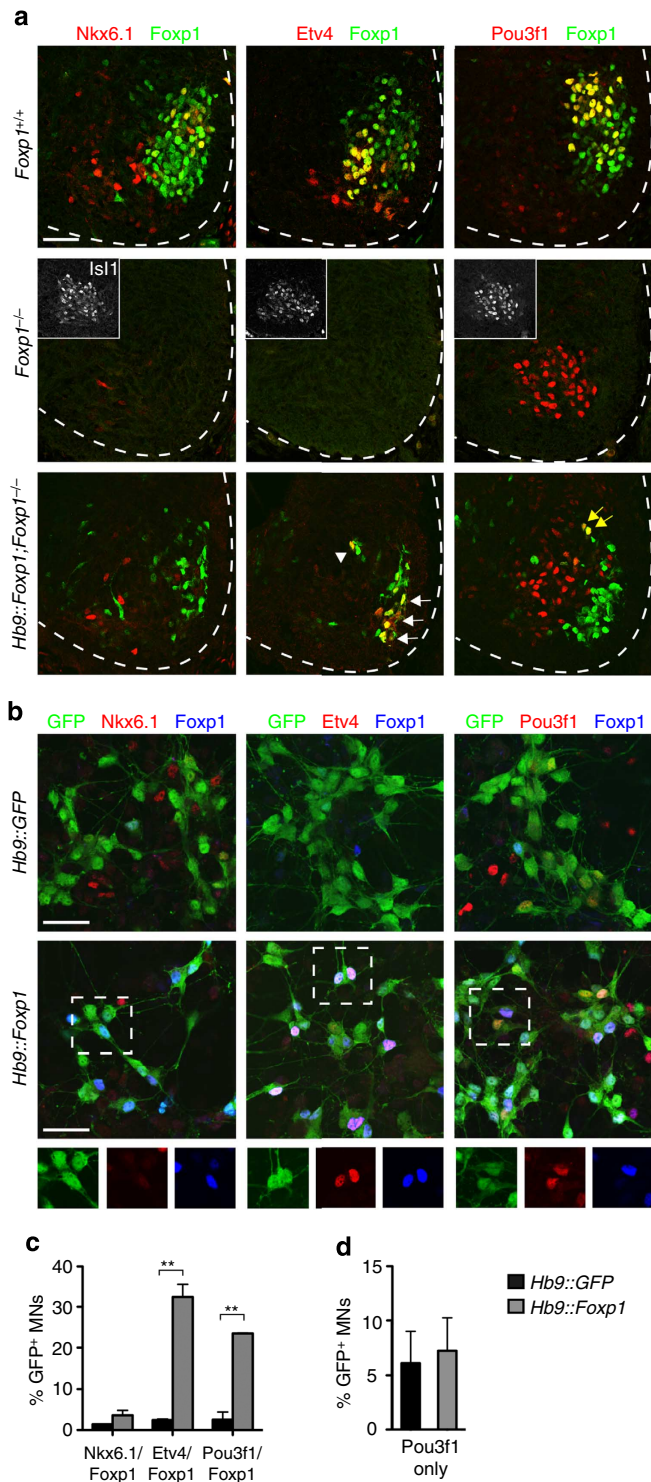 a
Nkx6.1 Foxp1
Etv4 Foxp1
Pou3f1 Foxp1
Foxp1+/+
Foxp1–/–
Isl1
Hb9::Foxp1;Foxp1–/–
b
GFP Nkx6.1 Foxp1
GFP Etv4 Foxp1
GFP Pou3f1 Foxp1
Hb9::GFP
Hb9::Foxp1
c
% GFP+ MNs
40
30
20
10
0
**
**
Nkx6.1/
Foxp1
Etv4/
Foxp1
Pou3f1/
Foxp1
d
% GFP+ MNs
15
10
5
0
Pou3f1
only
Hb9::GFP
Hb9::Foxp1